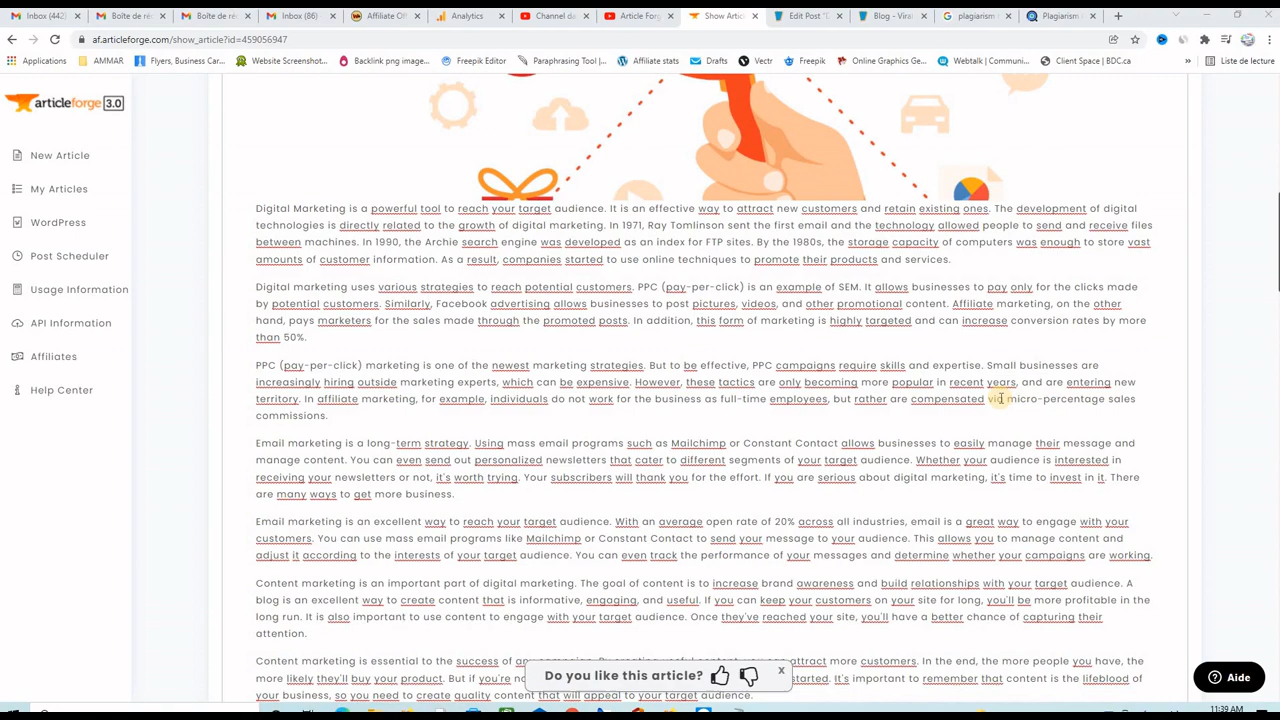 Inbox (442)
Boîte de ré
Boîte de ré
Inbox (86)
Affiliate Of
Analytics
Channel da
Article Forg
Show Artic
Edit Post "D
Blog - Viral
plagiarism
Plagiarism
af.articleforge.com/show_article?id=459056947
Applications
AMMAR
Flyers, Business Car...
Website Screenshot...
Backlink png image...
Freepik Editor
Paraphrasing Tool |...
Affiliate stats
Drafts
Vectr
Freepik
Online Graphic Ge...
Webtalk | Communi...
Client Space | BDC.ca
»
Liste de lecture
articleforge 3.0
New Article
My Articles
WordPress
Post Scheduler
Usage Information
API Information
Affiliates
Help Center
Digital Marketing is a powerful tool to reach your target audience. It is an effective way to attract new customers and retain existing ones. The development of digital
technologies is directly related to the growth of digital marketing. In 1971, Ray Tomlinson sent the first email and the technology allowed people to send and receive files
between machines. In 1990, the Archie search engine was developed as an index for FTP sites. By the 1980s, the storage capacity of computers was enough to store vast
amounts of customer information. As a result, companies started to use online techniques to promote their products and services.
Digital marketing uses various strategies to reach potential customers. PPC (pay-per-click) is an example of SEM. It allows businesses to pay only for the clicks made
by potential customers. Similarly, Facebook advertising allows businesses to post pictures, videos, and other promotional content. Affiliate marketing, on the other
hand, pays marketers for the sales made through the promoted posts. In addition, this form of marketing is highly targeted and can increase conversion rates by more
than 50%.
PPC (pay-per-click) marketing is one of the newest marketing strategies. But to be effective, PPC campaigns require skills and expertise. Small businesses are
increasingly hiring outside marketing experts, which can be expensive. However, these tactics are only becoming more popular in recent years, and are entering new
territory. In affiliate marketing, for example, individuals do not work for the business as full-time employees, but rather are compensated via micro-percentage sales
commissions.
Email marketing is a long-term strategy. Using mass email programs such as Mailchimp or Constant Contact allows businesses to easily manage their message and
manage content. You can even send out personalized newsletters that cater to different segments of your target audience. Whether your audience is interested in
receiving your newsletters or not, it's worth trying. Your subscribers will thank you for the effort. If you are serious about digital marketing, it's time to invest in it. There
are many ways to get more business.
Email marketing is an excellent way to reach your target audience. With an average open rate of 20% across all industries, email is a great way to engage with your
customers. You can use mass email programs like Mailchimp or Constant Contact to send your message to your audience. This allows you to manage content and
adjust it according to the interests of your target audience. You can even track the performance of your messages and determine whether your campaigns are working.
Content marketing is an important part of digital marketing. The goal of content is to increase brand awareness and build relationships with your target audience. A
blog is an excellent way to create content that is informative, engaging, and useful. If you can keep your customers on your site for long, you'll be more profitable in the
long run. It is also important to use content to engage with your target audience. Once they've reached your site, you'll have a better chance of capturing their
attention.
Content marketing is essential to the success of attract more customers. In the end, the more people you have, the
more likely they'll buy your product. But if you're started. It's important to remember that content is the lifeblood of
your business, so you need to create quality content that will appeal to your target audience.
Do you like this article?
x
Aide
11:39 AM